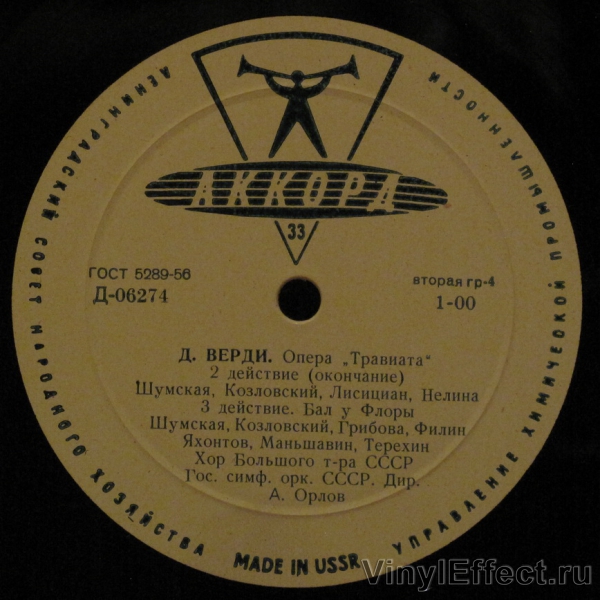 ЛЕНИНГРАДСКИЙ СОВЕТ НАРОДНОГО ХОЗЯЙСТВА
УПРАВЛЕНИЕ ХИМИЧЕСКОЙ ПРОМЫШЛЕННОСТИ
АККОРД
33
ГОСТ 5289-56
Д-06274
вторая гр-4
1-00
Д. ВЕРДИ. Опера „Травиата“
2 действие (окончание)
Шумская, Козловский, Лисициан, Нелина
3 действие. Бал у Флоры
Шумская, Козловский, Грибова, Филин
Яхонтов, Маньшавин, Терехин
Хор Большого т-ра СССР
Гос. симф. орк. СССР. Дир.
А. Орлов
MADE IN USSR
VinylEffect.ru